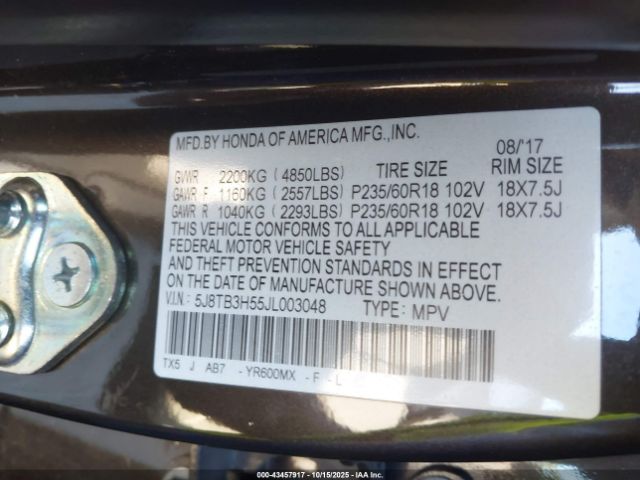 MFD.BY HONDA OF AMERICA MFG.,INC. 08/'17
GVWR 2200KG ( 4850LBS) TIRE SIZE RIM SIZE
GAWR F 1160KG ( 2557LBS) P235/60R18 102V 18X7.5J
GAWR R 1040KG ( 2293LBS) P235/60R18 102V 18X7.5J
THIS VEHICLE CONFORMS TO ALL APPLICABLE
FEDERAL MOTOR VEHICLE SAFETY
AND THEFT PREVENTION STANDARDS IN EFFECT
ON THE DATE OF MANUFACTURE SHOWN ABOVE.
V.I.N.: 5J8TB3H55JL003048 TYPE: MPV
TX5 J AB7 -YR600MX -F -L
000-43457917 - 10/15/2025 - IAA Inc.